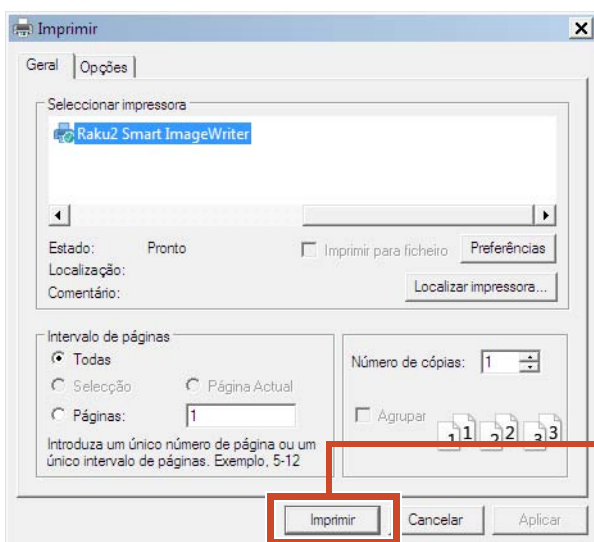 Imprimir
Geral Opções
Seleccionar impressora
Raku2 Smart ImageWriter
Estado: Pronto Imprimir para ficheiro Preferências
Localização:
Comentário: Localizar impressora...
Intervalo de páginas
Todas Número de cópias: 1
Selecção Página Actual
Páginas: 1 Agrupar
1 1 2 2 3 3
Introduza um único número de página ou um
único intervalo de páginas. Exemplo, 5-12
Imprimir Cancelar Aplicar